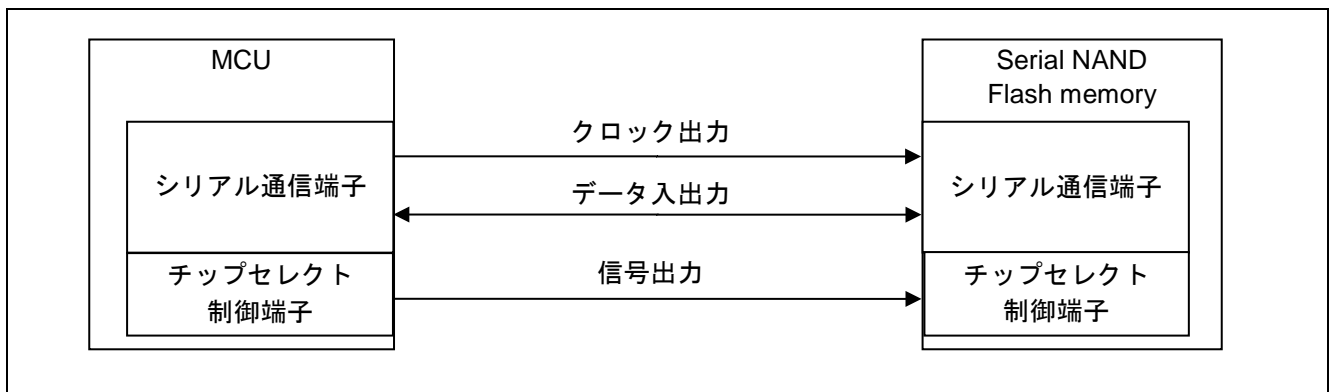 MCU
Serial NAND
Flash memory
クロック出力
シリアル通信端子
データ入出力
シリアル通信端子
チップセレクト
制御端子
信号出力
チップセレクト
制御端子